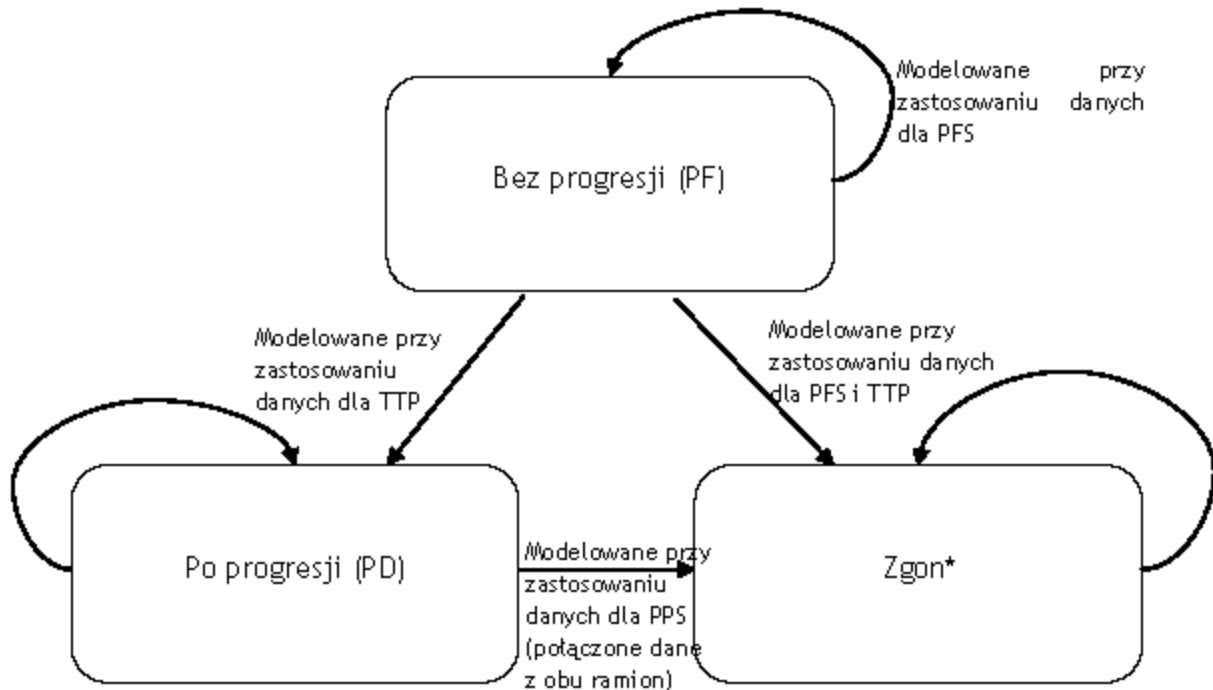 Modelowane przy
zastosowaniu danych
dla PFS
Bez progresji (PF)
Modelowane przy
zastosowaniu
danych dla TTP
Modelowane przy
zastosowaniu danych
dla PFS i TTP
Po progresji (PD)
Modelowane przy
zastosowaniu
danych dla PPS
(połączone dane
z obu ramion)
Zgon*